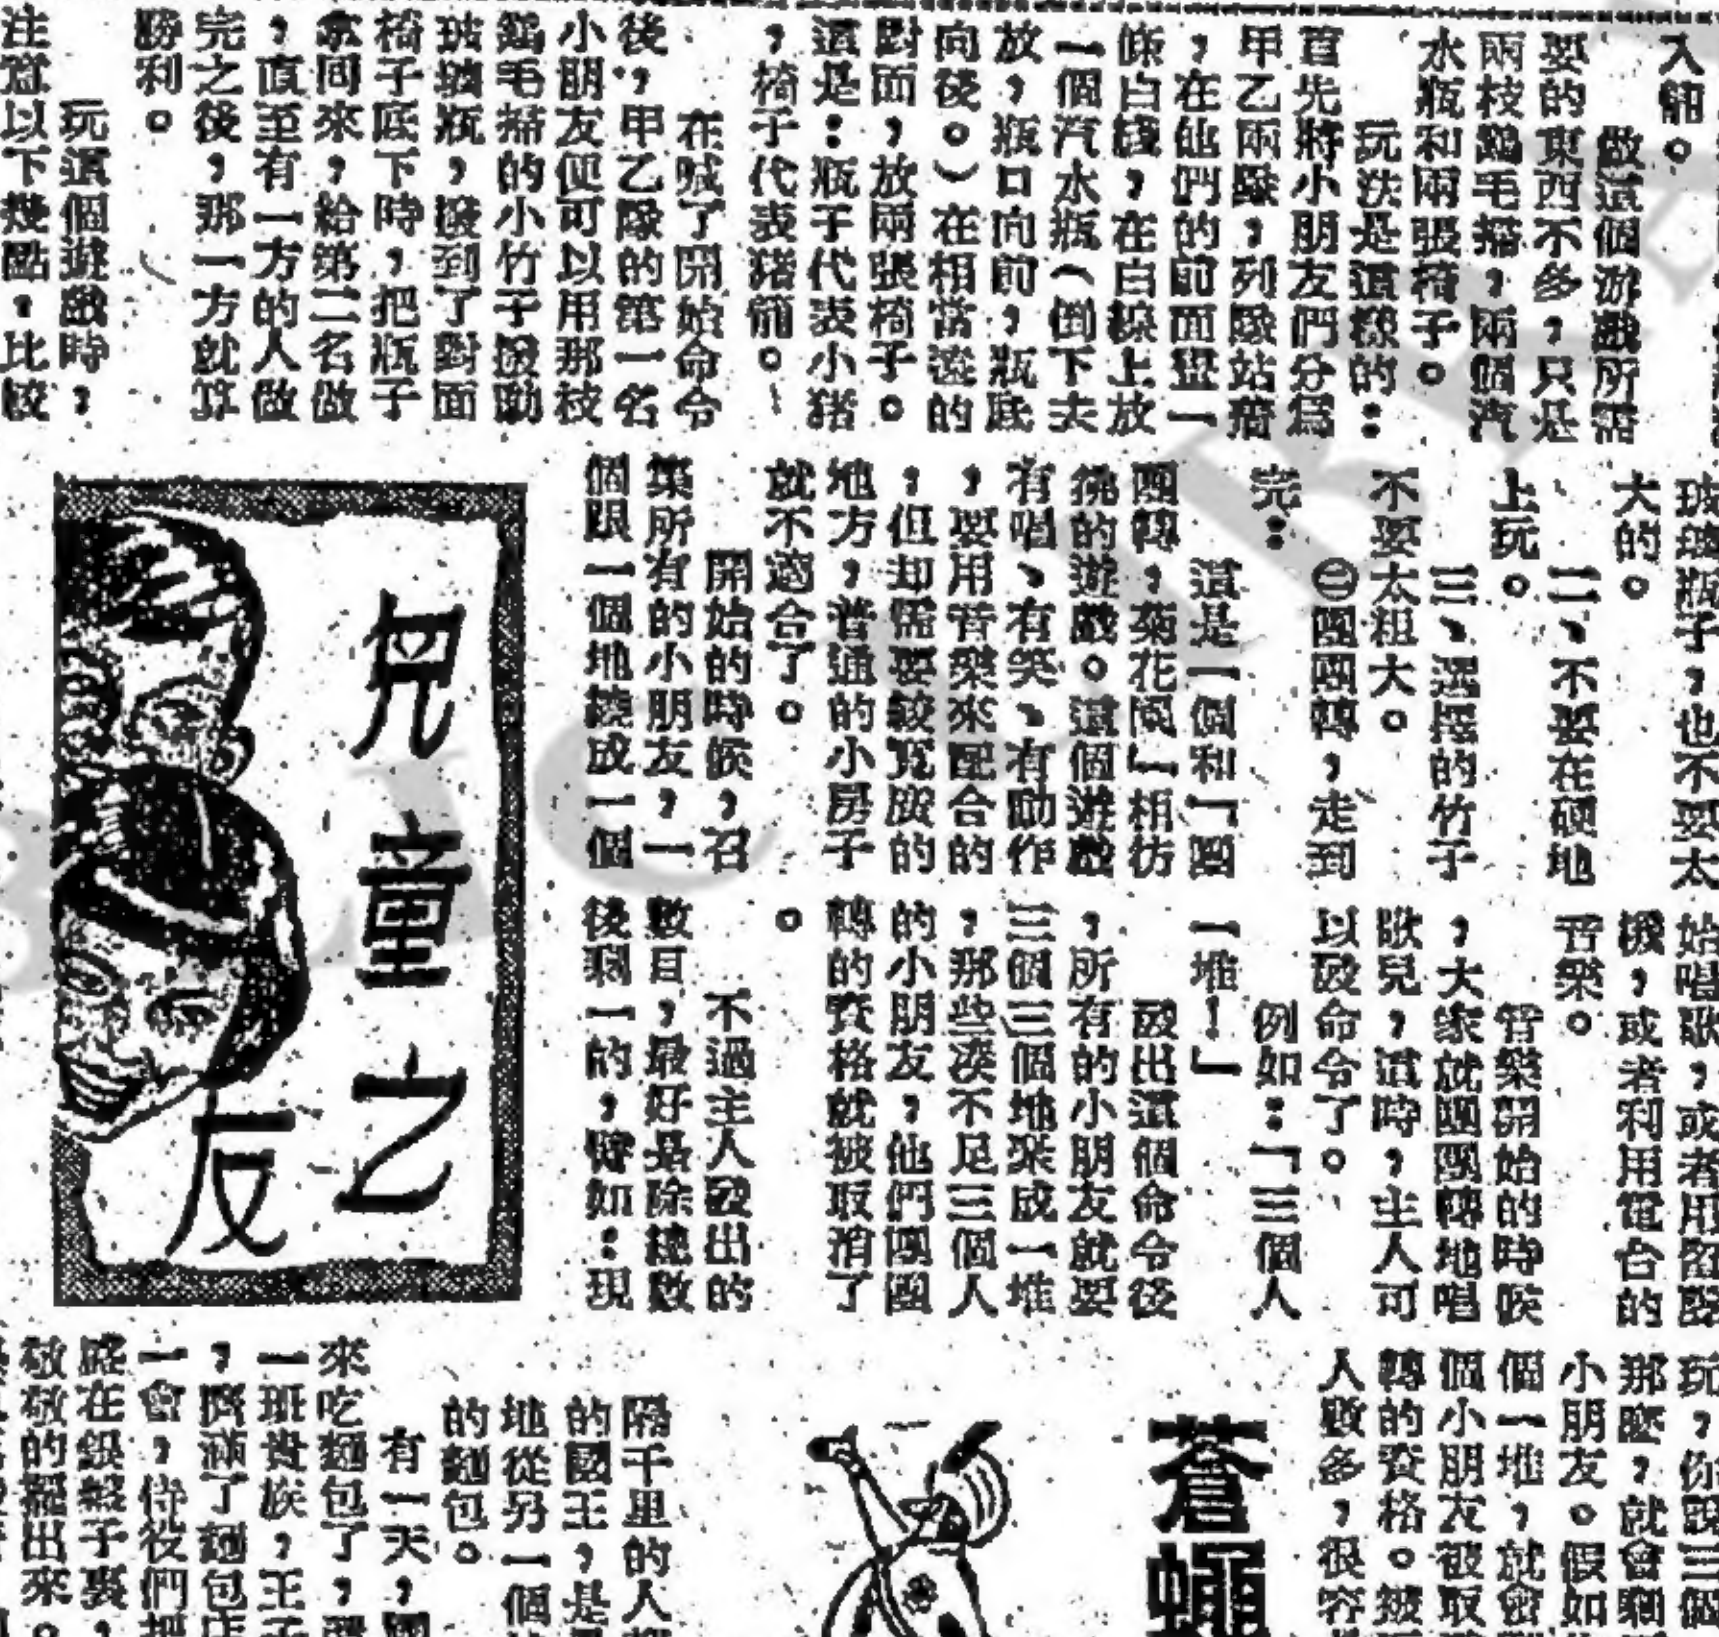 入籠。
做這個游戲所需
要的東西不多，只是
兩枝鷄毛掃，兩個汽
水瓶和兩張椅子。
玩法是這樣的：
首先將小朋友們分爲
甲乙兩隊，列隊站着
，在他們的前面畫一
條白綫，在白綫上放
一個汽水瓶（倒下去
放，瓶口向前，瓶底
向後。）在相當遠的
對面，放兩張椅子。
這是：瓶子代表小猪
，椅子代表猪籠。
在喊了開始命令
後，甲乙隊的第一名
小朋友便可以用那枝
鷄毛掃的小竹子撥動
玻璃瓶，撥到了對面
椅子底下時，把瓶子
拿回來，給第二名做
，直至有一方的人做
完之後，那一方就算
勝利。
玩這個遊戲時，
注意以下幾點，比較
玻璃瓶子，也不要太
大的。
二、不要在硬地
上玩。
三、選擇的竹子
不要太粗大。
㊁團團轉，走到
完：
這是一個和「團
團轉，菊花園」相彷
彿的遊戲。這個遊戲
有唱、有笑、有動作
，要用音樂來配合的
，但却需要較寬廣的
地方，普通的小房子
就不適合了。
開始的時候，召
集所有的小朋友，一
個跟一個地繞成一個
兒童之友
始唱歌，或者用留聲
機，或者利用電台的
音樂。
音樂開始的時候
，大家就團團轉地唱
歌兒，這時，主人可
以發命令了。
例如：「三個人
一堆！」
發出這個命令後
，所有的小朋友就要
三個三個地聚成一堆
，那些凑不足三個人
的小朋友，他們團團
轉的資格就被取消了
。
不過主人發出的
數目，最好是除總數
後剩一的，譬如：現
玩，你說三個
那麽，就會剩
小朋友。假如
個一堆，就會
個小朋友被取
轉的資格。被
人數多，很容
蒼蠅
隔千里的人
的國王，是
地從另一個
的麵包。
有一天，國
來吃麵包了，
一班貴族，王子
，擠滿了麵包店
一會，侍役們把
盛在銀盤子裏，
敬敬的擺出來。